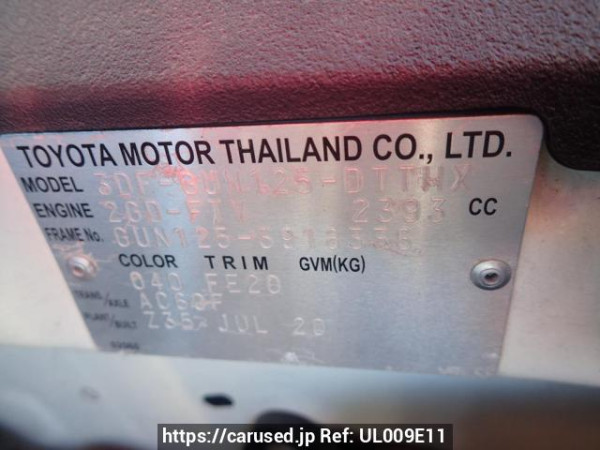 TOYOTA MOTOR THAILAND CO., LTD.
MODEL 3DF-GUN125-DTTHX
ENGINE 2GD-FTV 2393 CC
FRAME No. GUN125-
COLOR TRIM GVM(KG)
040 FE20
TRANS/AXLE AC60F
PLANT/BUILT Z35 JUL 20
https://carused.jp Ref: UL009E11